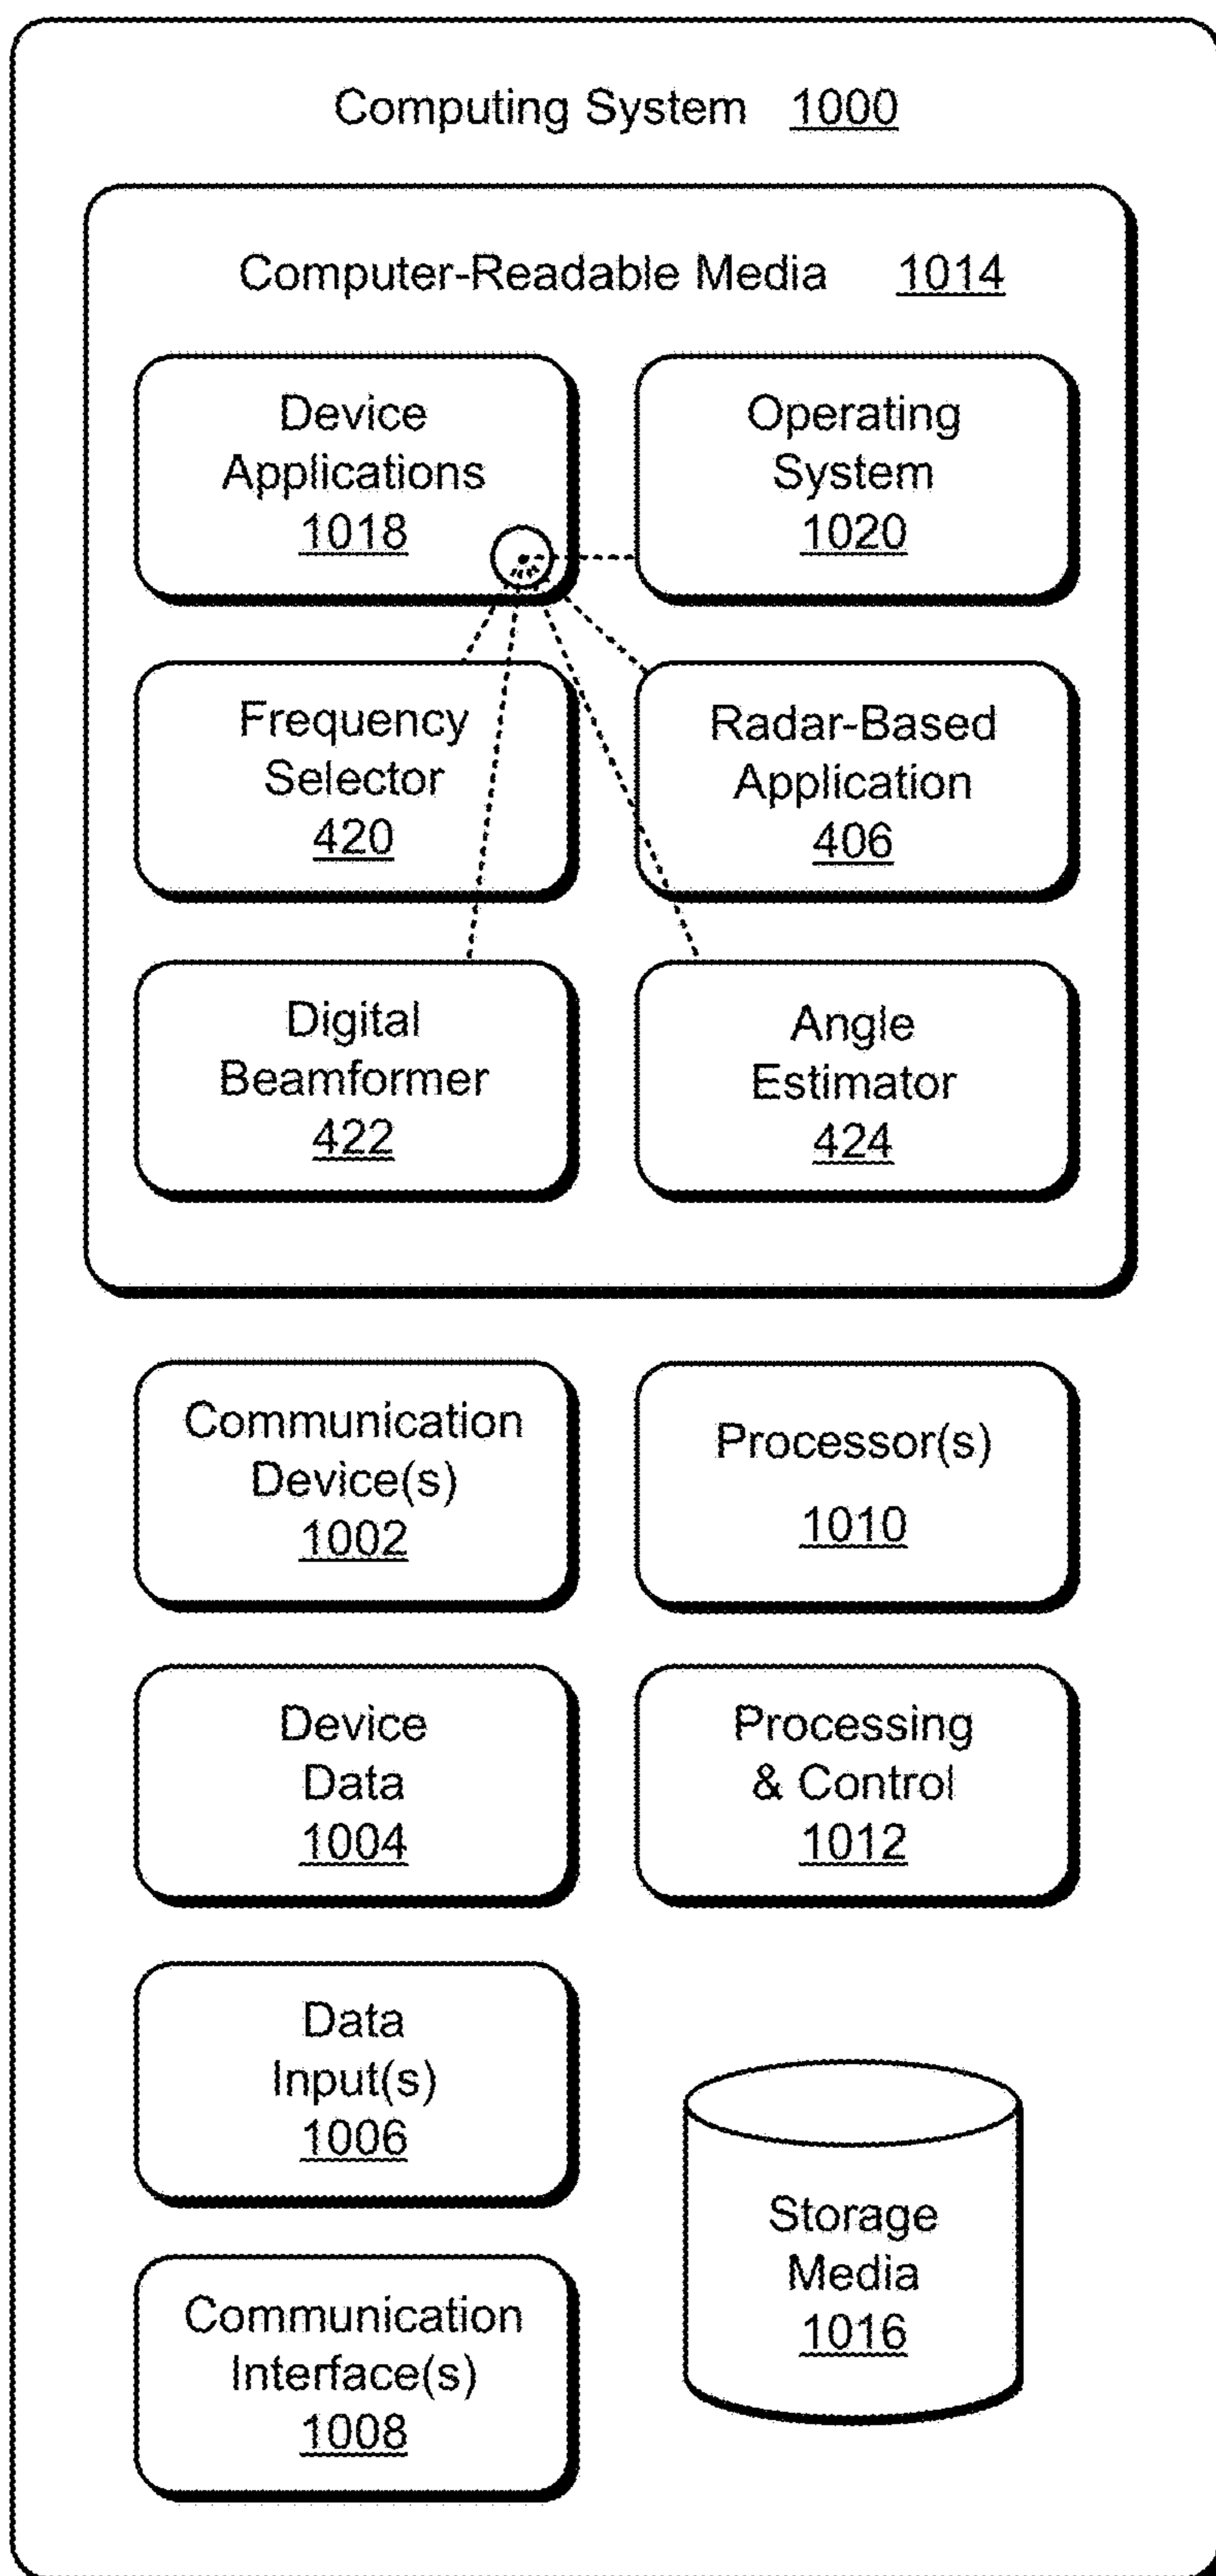 Computing System 1000
Computer-Readable Media 1014
Device
Applications
1018
Operating
System
1020
Frequency
Selector
420
Radar-Based
Application
406
Digital
Beamformer
422
Angle
Estimator
424
Communication
Device(s)
1002
Processor(s)
1010
Device
Data
1004
Processing
& Control
1012
Data
Input(s)
1006
Storage
Media
1016
Communication
Interface(s)
1008